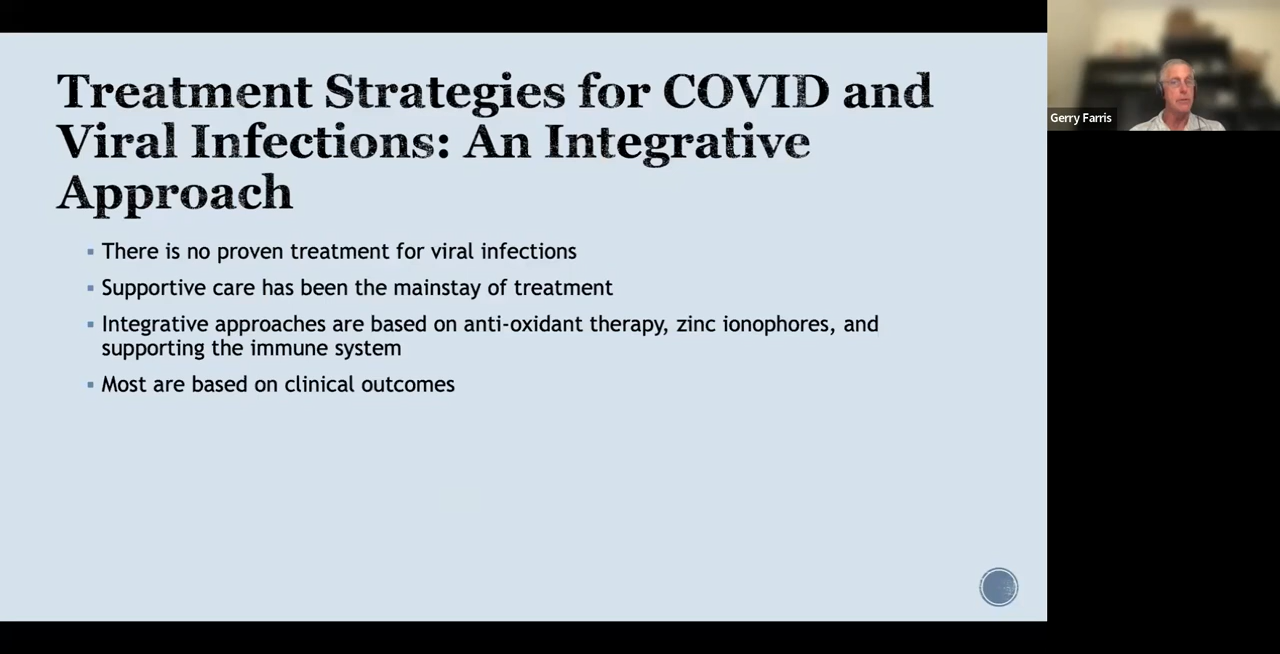 Treatment Strategies for COVID and
Viral Infections: An Integrative
Approach
▪ There is no proven treatment for viral infections
▪ Supportive care has been the mainstay of treatment
▪ Integrative approaches are based on anti-oxidant therapy, zinc ionophores, and
supporting the immune system
▪ Most are based on clinical outcomes
Gerry Farris